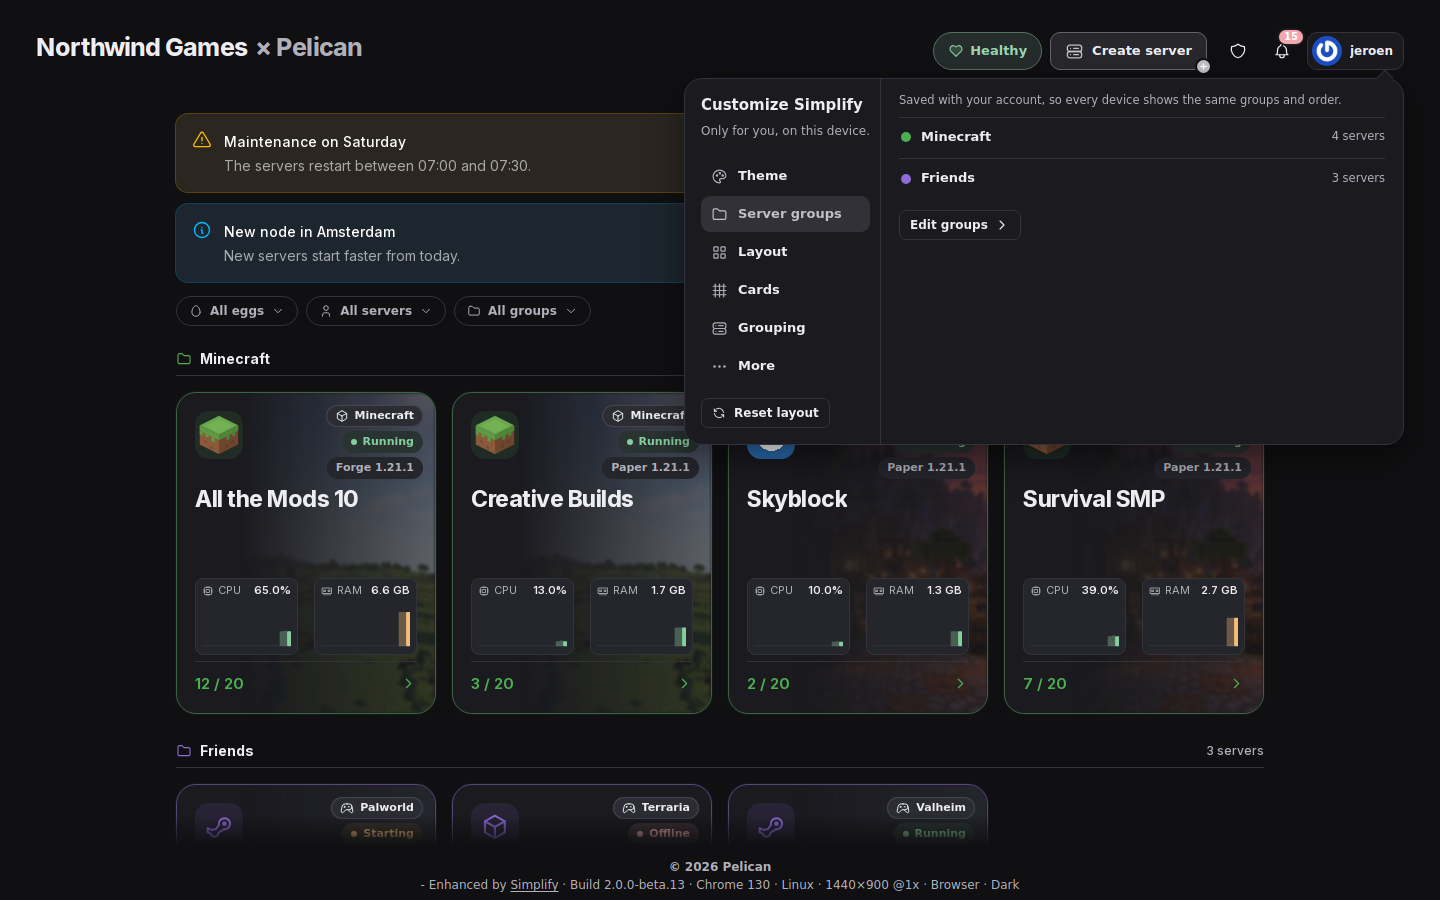 Northwind Games × Pelican
Healthy
Create server
15
jeroen
Maintenance on Saturday
The servers restart between 07:00 and 07:30.
New node in Amsterdam
New servers start faster from today.
All eggs
All servers
All groups
Customize Simplify
Only for you, on this device.
Theme
Server groups
Layout
Cards
Grouping
More
Reset layout
Saved with your account, so every device shows the same groups and order.
Minecraft
4 servers
Friends
3 servers
Edit groups
Minecraft
Minecraft
Running
Forge 1.21.1
All the Mods 10
CPU 65.0%
RAM 6.6 GB
12 / 20
Running
Paper 1.21.1
Creative Builds
CPU 13.0%
RAM 1.7 GB
3 / 20
Paper 1.21.1
Skyblock
CPU 10.0%
RAM 1.3 GB
2 / 20
Paper 1.21.1
Survival SMP
CPU 39.0%
RAM 2.7 GB
7 / 20
Friends
3 servers
Palworld
Starting
Terraria
Offline
Valheim
Running
© 2026 Pelican
- Enhanced by Simplify · Build 2.0.0-beta.13 · Chrome 130 · Linux · 1440×900 @1x · Browser · Dark